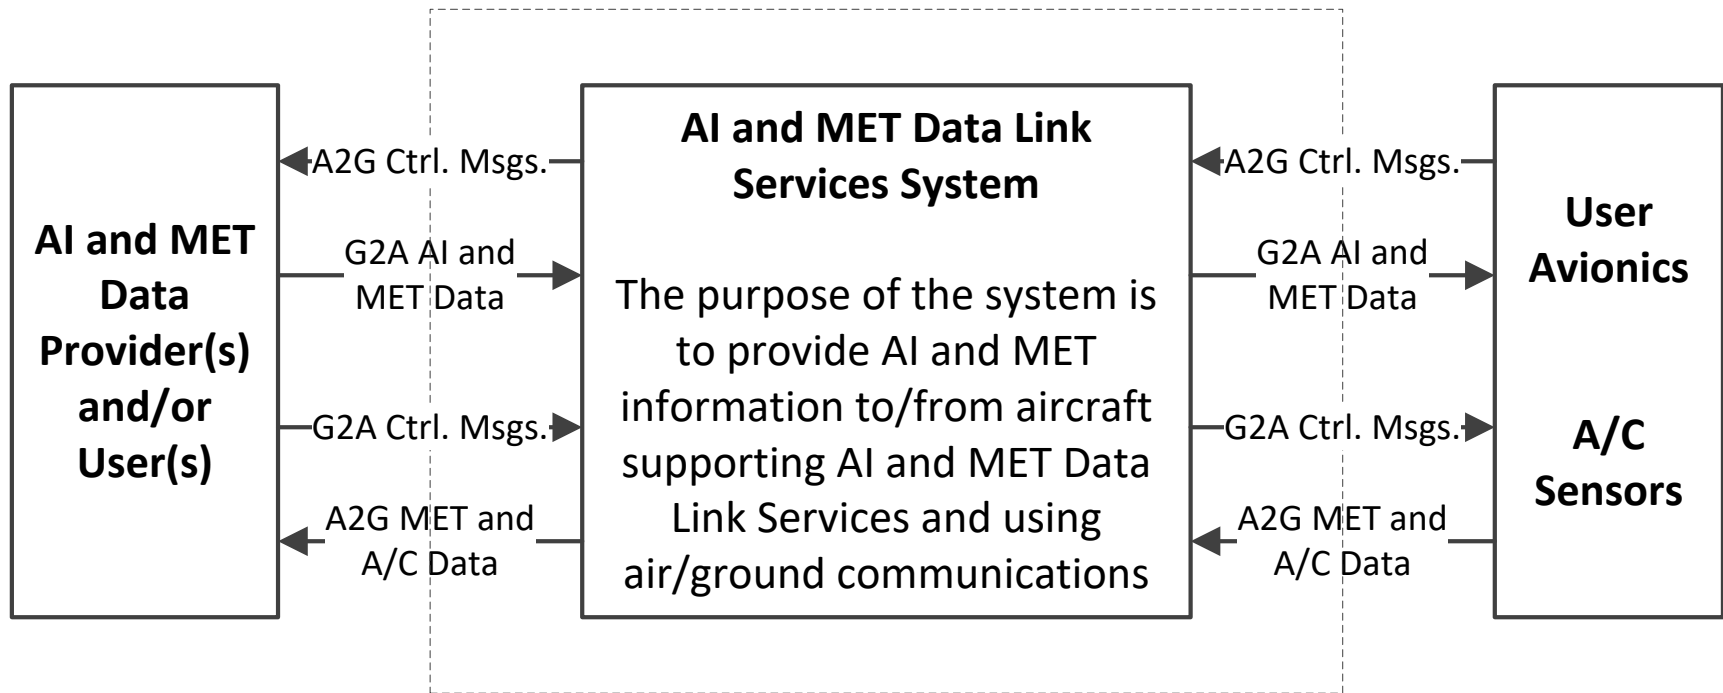 AI and MET
Data
Provider(s)
and/or
User(s)
A2G Ctrl. Msgs.
G2A AI and
MET Data
G2A Ctrl. Msgs.
A2G MET and
A/C Data
AI and MET Data Link
Services System
The purpose of the system is
to provide AI and MET
information to/from aircraft
supporting AI and MET Data
Link Services and using
air/ground communications
A2G Ctrl. Msgs.
G2A AI and
MET Data
G2A Ctrl. Msgs.
A2G MET and
A/C Data
User
Avionics
A/C
Sensors